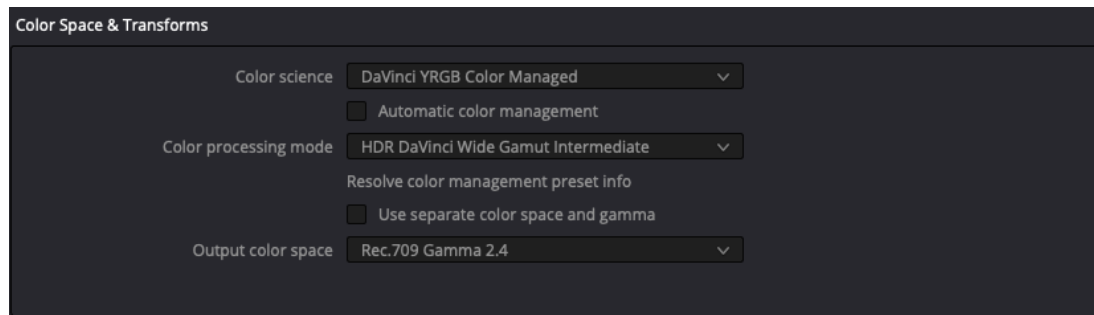 Color Space & Transforms
Color science DaVinci YRGB Color Managed
Automatic color management
Color processing mode HDR DaVinci Wide Gamut Intermediate
Resolve color management preset info
Use separate color space and gamma
Output color space Rec.709 Gamma 2.4